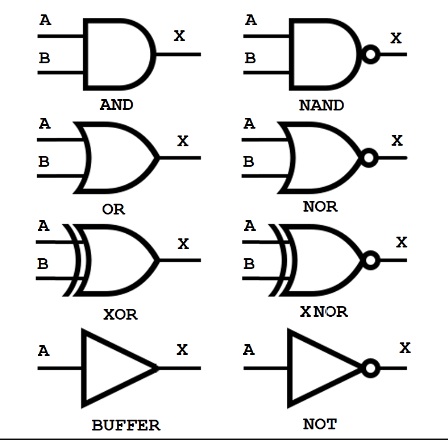 A X A X
B B
AND NAND
A X A X
B B
OR NOR
A X A X
B B
XOR XNOR
A X A X
BUFFER NOT